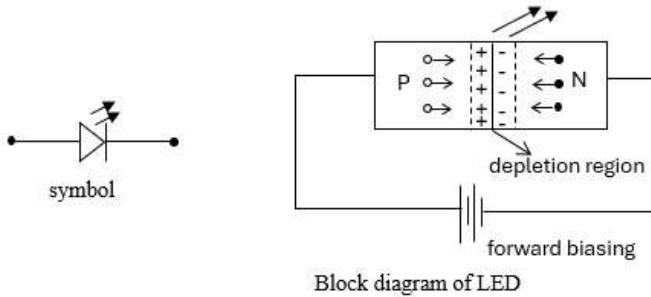 P
N
+ -
+ -
+ -
+ -
+ -
depletion region
symbol
forward biasing
Block diagram of LED